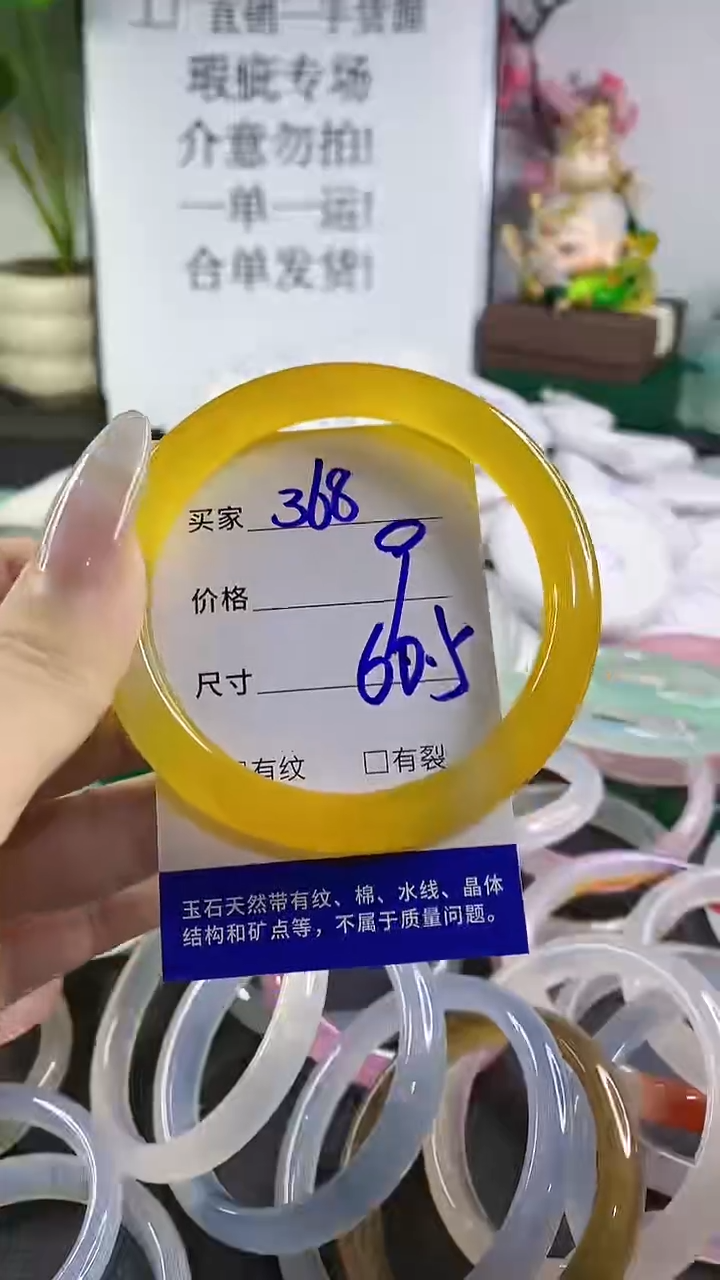 工厂直销一手货源
瑕疵专场
介意勿拍!
一单一运!
合单发货!
买家 368
价格
尺寸 60.5
有纹 □有裂
玉石天然带有纹、棉、水线、晶体
结构和矿点等，不属于质量问题。